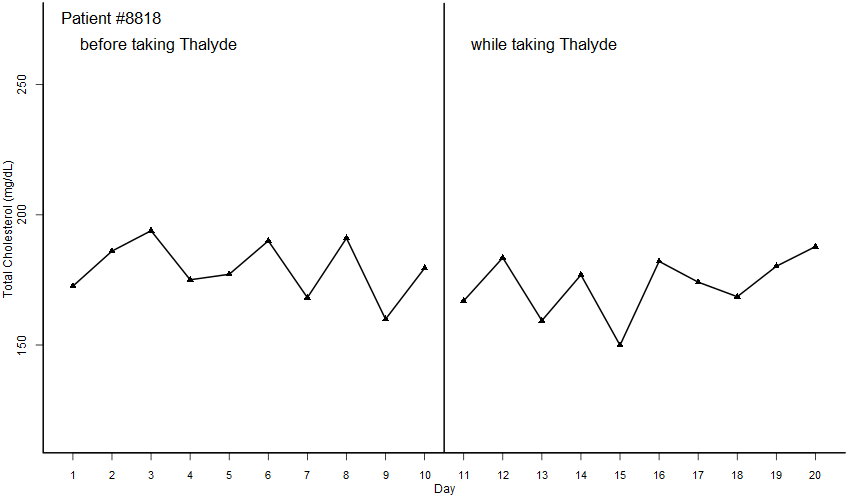 Patient #8818
before taking Thalyde
while taking Thalyde
Total Cholesterol (mg/dL)
250
200
150
1 2 3 4 5 6 7 8 9 10 11 12 13 14 15 16 17 18 19 20
Day